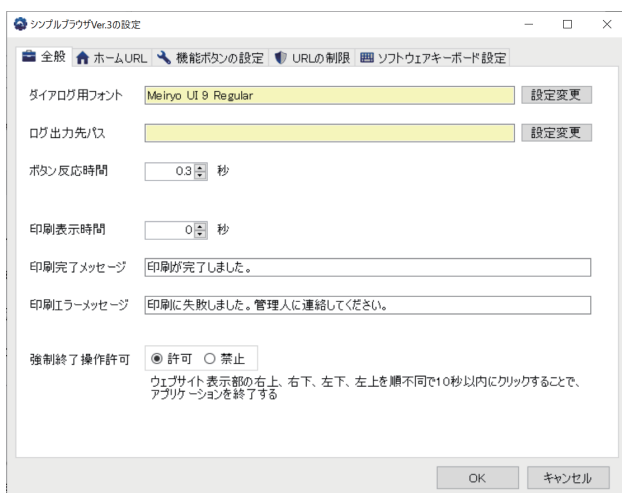 シンプルブラウザVer.3の設定
全般 ホームURL 機能ボタンの設定 URLの制限 ソフトウェアキーボード設定
ダイアログ用フォント Meiryo UI 9 Regular 設定変更
ログ出力先パス 設定変更
ボタン反応時間 0.3 秒
印刷表示時間 0 秒
印刷完了メッセージ 印刷が完了しました。
印刷エラーメッセージ 印刷に失敗しました。管理人に連絡してください。
強制終了操作許可 許可 禁止
ウェブサイト表示部の右上、右下、左下、左上を順不同で10秒以内にクリックすることで、
アプリケーションを終了する
OK キャンセル